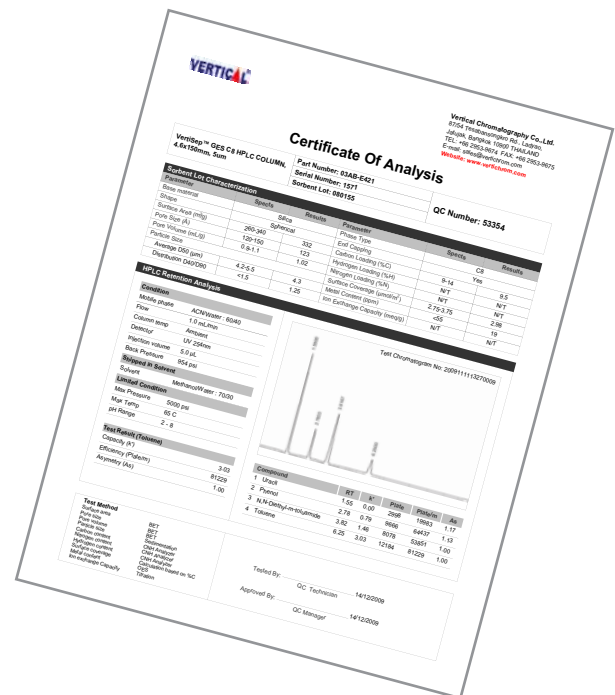 VERTICAL
Vertical Chromatography Co.,Ltd.
87/54 Tessabansongkro Rd., Ladyao,
Jatujak, Bangkok 10900 THAILAND
TEL: +66 2953-9674 FAX: +66 2953-9675
E-mail: sales@vertichrom.com
Website: www.vertichrom.com
Certificate Of Analysis
VertiSep™ GES C8 HPLC COLUMN,
4.6x150mm, 5um
Part Number: 03AB-E421
Serial Number: 1571
Sorbent Lot: 080155
QC Number: 53354
Sorbent Lot Characterization
Parameter Specfs Results Parameter Specfs Results
Base material Silica Phase Type C8
Shape Spherical End Capping Yes
Surface Area (m²/g) 260-340 332 Carbon Loading (%C) 9-14 9.5
Pore Size (Å) 120-150 123 Hydrogen Loading (%H) N/T N/T
Pore Volume (mL/g) 0.9-1.1 1.02 Nitrogen Loading (%N) N/T N/T
Particle Size Surface Coverage (µmol/m²) 2.75-3.75 2.98
Average D50 (µm) 4.2-5.5 4.3 Metal Content (ppm) <55 19
Distribution D40/D90 <1.5 1.25 Ion Exchange Capacity (meq/g) N/T N/T
HPLC Retention Analysis
Condition
Mobile phase ACN/Water : 60/40
Flow 1.0 mL/min
Column temp Ambient
Detector UV 254nm
Injection volume 5.0 µL
Back Pressure 954 psi
Shipped in Solvent
Solvent Methanol/Water : 70/30
Limited Condition
Max Pressure 5000 psi
Max Temp 65 C
pH Range 2 - 8
Test Result (Toluene)
Capacity (k') 3.03
Efficiency (Plate/m) 81229
Asymetry (As) 1.00
Test Chromatogram No: 20091111113270009
Compound RT k' Plate Plate/m As
1 Uracil 1.55 0.00 2998 19983 1.17
2 Phenol 2.78 0.79 9666 64437 1.13
3 N,N-Diethyl-m-tolyamide 3.82 1.46 8078 53851 1.00
4 Toluene 6.25 3.03 12184 81229 1.00
Test Method
Surface area BET
Pore size BET
Pore volume BET
Particle size Sedimentation
Carbon content CNH Analyzer
Nitrogen content CNH Analyzer
Hydrogen content CNH Analyzer
Surface coverage Calculation based on %C
Metal content OES
Ion exchange Capacity Titration
Tested By: 14/12/2009
QC Technician
Approved By: 14/12/2009
QC Manager